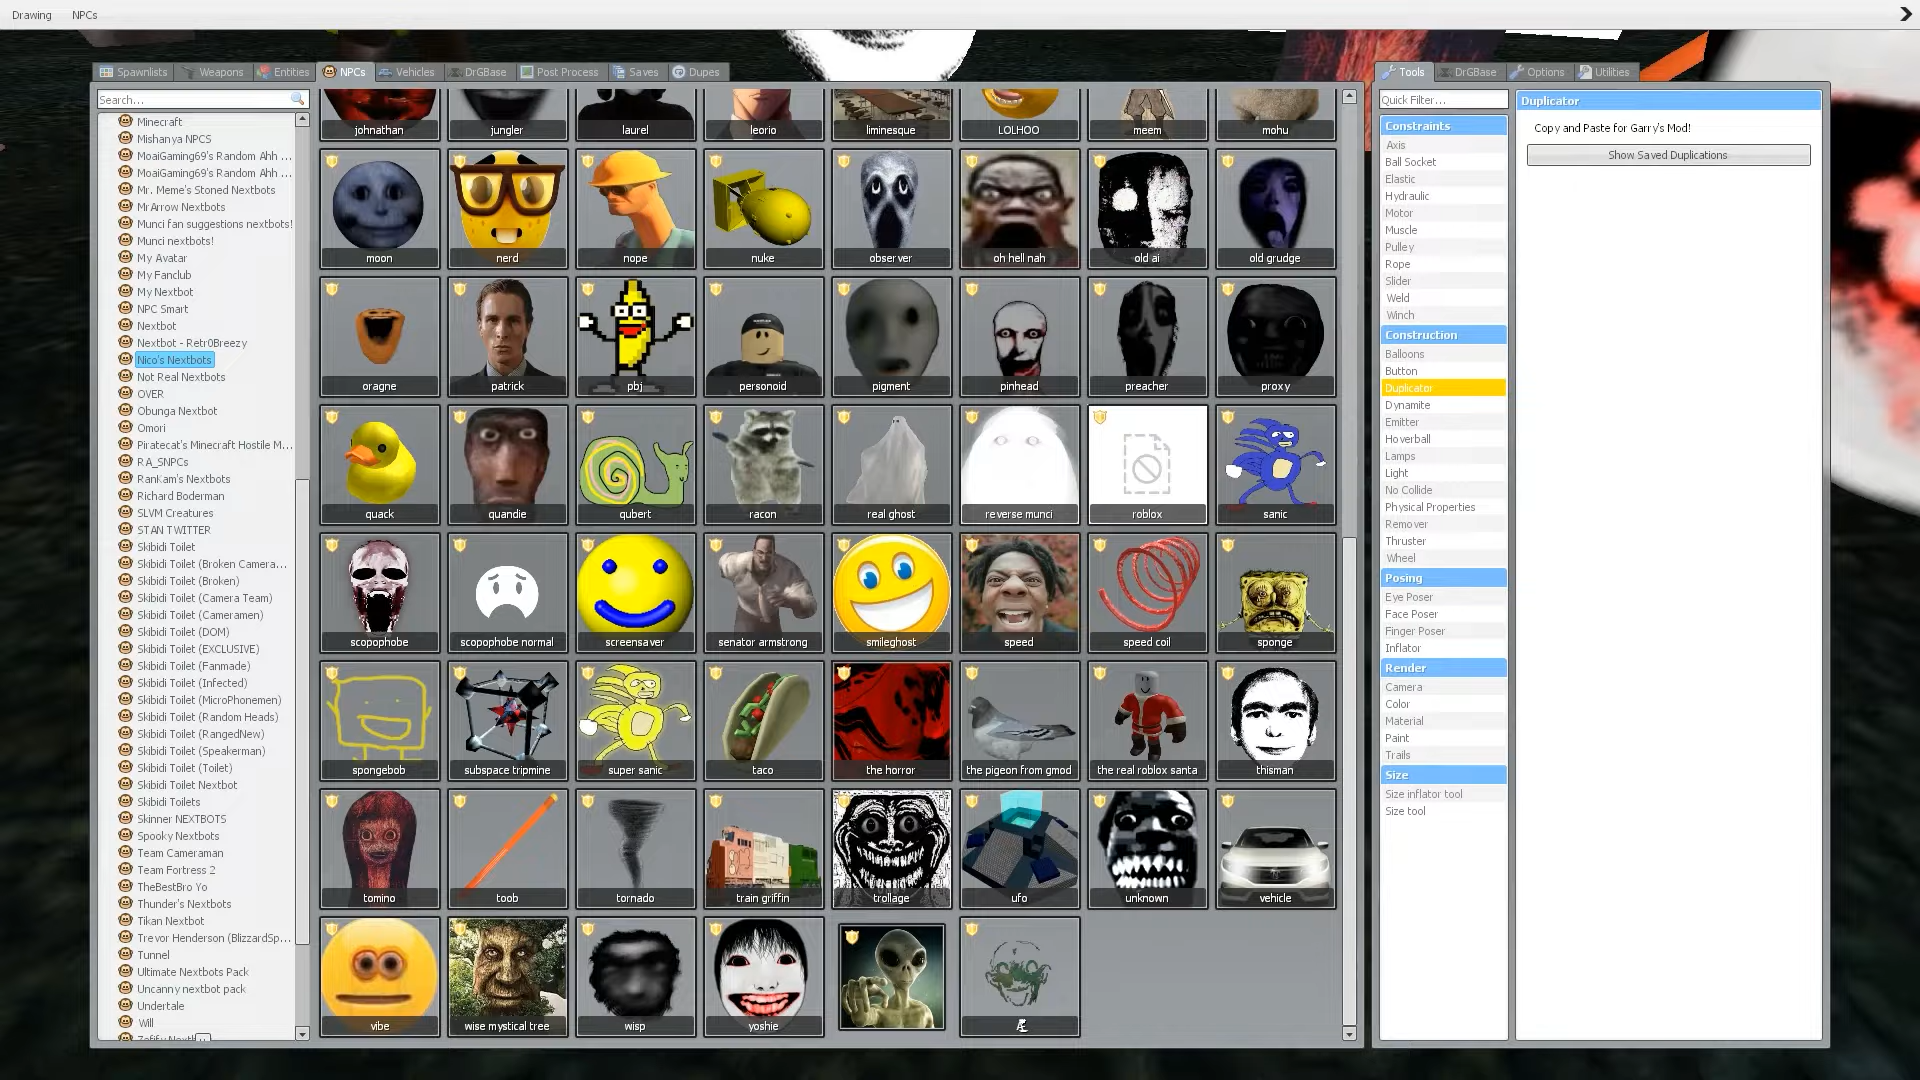 Drawing NPCs
Spawnlists Weapons Entities NPCs Vehicles DrGBase Post Process Saves Dupes
Tools DrGBase Options Utilities
Search...
Minecraft
Mishanya NPCS
MoaiGaming69's Random Ahh ...
MoaiGaming69's Random Ahh ...
Mr. Meme's Stoned Nextbots
MrArrow Nextbots
Munci fan suggestions nextbots!
Munci nextbots!
My Avatar
My Fanclub
My Nextbot
NPC Smart
Nextbot
Nextbot - Retr0Breezy
Nico's Nextbots
Not Real Nextbots
OVER
Obunga Nextbot
Omori
Piratecat's Minecraft Hostile M...
RA_SNPCs
RanKam's Nextbots
Richard Boderman
SLVM Creatures
STAN TWITTER
Skibidi Toilet
Skibidi Toilet (Broken Camera...
Skibidi Toilet (Broken)
Skibidi Toilet (Camera Team)
Skibidi Toilet (Cameramen)
Skibidi Toilet (DOM)
Skibidi Toilet (EXCLUSIVE)
Skibidi Toilet (Fanmade)
Skibidi Toilet (Infected)
Skibidi Toilet (MicroPhonemen)
Skibidi Toilet (Random Heads)
Skibidi Toilet (RangedNew)
Skibidi Toilet (Speakerman)
Skibidi Toilet (Toilet)
Skibidi Toilet Nextbot
Skibidi Toilets
Skinner NEXTBOTS
Spooky Nextbots
Team Cameraman
Team Fortress 2
TheBestBro Yo
Thunder's Nextbots
Tikan Nextbot
Trevor Henderson (BlizzardSp...
Tunnel
Ultimate Nextbots Pack
Uncanny nextbot pack
Undertale
Will
johnathan jungler laurel leorio liminesque LOLHOO meem mohu
moon nerd nope nuke observer oh hell nah old ai old grudge
oragne patrick pbj personoid pigment pinhead preacher proxy
quack quandie qubert racon real ghost reverse munci roblox sanic
scopophobe scopophobe normal screensaver senator armstrong smileghost speed speed coil sponge
spongebob subspace tripmine super sanic taco the horror the pigeon from gmod the real roblox santa thisman
tomino toob tornado train griffin trollage ufo unknown vehicle
vibe wise mystical tree wisp yoshie Æ
Quick Filter...
Constraints
Axis
Ball Socket
Elastic
Hydraulic
Motor
Muscle
Pulley
Rope
Slider
Weld
Winch
Construction
Balloons
Button
Duplicator
Dynamite
Emitter
Hoverball
Lamps
Light
No Collide
Physical Properties
Remover
Thruster
Wheel
Posing
Eye Poser
Face Poser
Finger Poser
Inflator
Render
Camera
Color
Material
Paint
Trails
Size
Size inflator tool
Size tool
Duplicator
Copy and Paste for Garry's Mod!
Show Saved Duplications